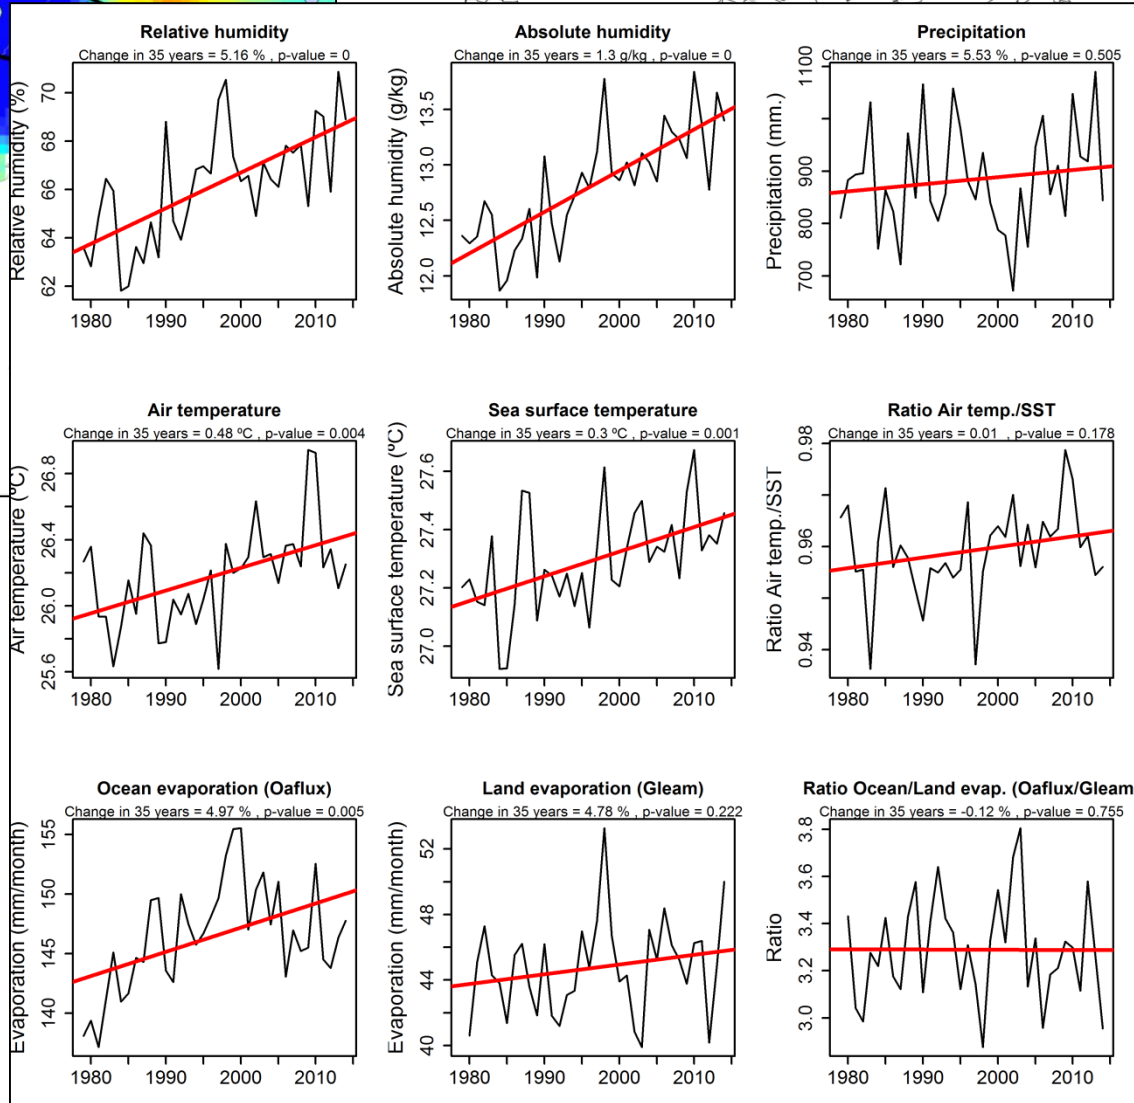 Relative humidity
Change in 35 years = 5.16 % , p-value = 0
Relative humidity (%)
70
68
66
64
62
1980 1990 2000 2010
Absolute humidity
Change in 35 years = 1.3 g/kg , p-value = 0
Absolute humidity (g/kg)
13.5
13.0
12.5
12.0
1980 1990 2000 2010
Precipitation
Change in 35 years = 5.53 % , p-value = 0.505
Precipitation (mm.)
1100
900
800
700
1980 1990 2000 2010
Air temperature
Change in 35 years = 0.48 ºC , p-value = 0.004
Air temperature (ºC)
26.8
26.4
26.0
25.6
1980 1990 2000 2010
Sea surface temperature
Change in 35 years = 0.3 ºC , p-value = 0.001
Sea surface temperature (ºC)
27.6
27.4
27.2
27.0
1980 1990 2000 2010
Ratio Air temp./SST
Change in 35 years = 0.01 , p-value = 0.178
Ratio Air temp./SST
0.98
0.96
0.94
1980 1990 2000 2010
Ocean evaporation (Oaflux)
Change in 35 years = 4.97 % , p-value = 0.005
Evaporation (mm/month)
155
150
145
140
1980 1990 2000 2010
Land evaporation (Gleam)
Change in 35 years = 4.78 % , p-value = 0.222
Evaporation (mm/month)
52
48
44
40
1980 1990 2000 2010
Ratio Ocean/Land evap. (Oaflux/Gleam
Change in 35 years = -0.12 % , p-value = 0.755
Ratio
3.8
3.6
3.4
3.2
3.0
1980 1990 2000 2010